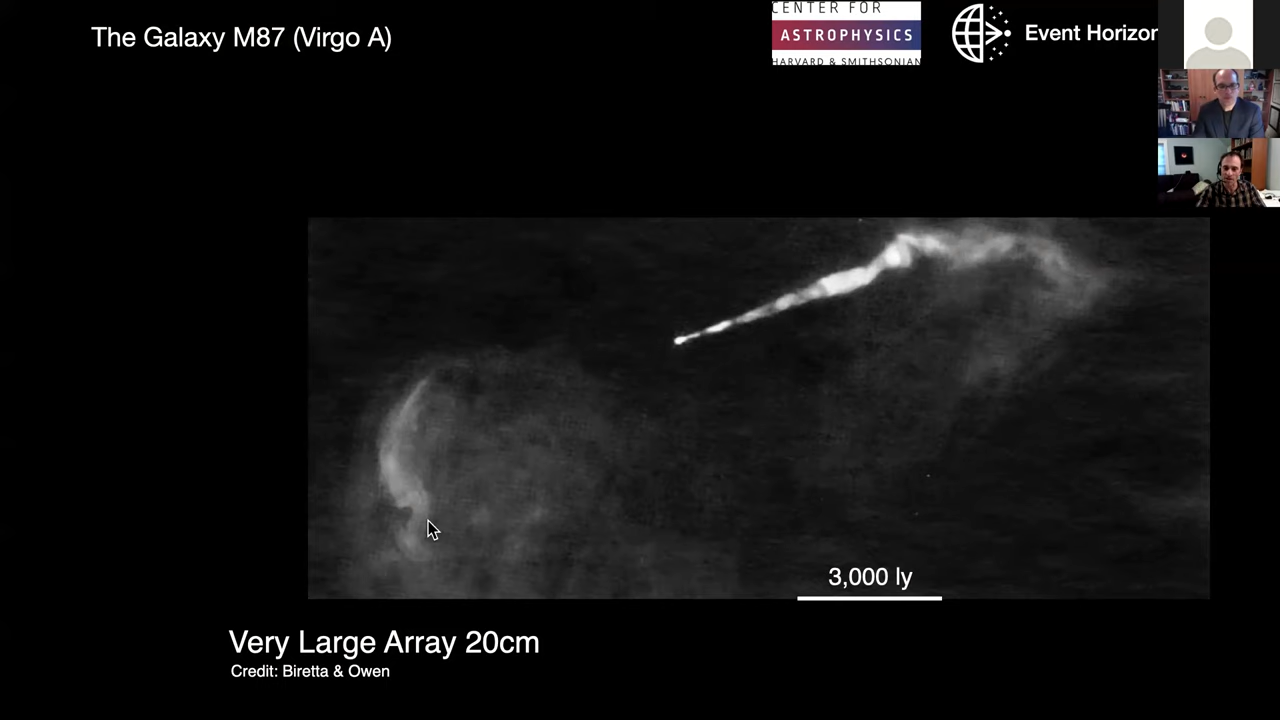 The Galaxy M87 (Virgo A)
CENTER FOR
ASTROPHYSICS
HARVARD & SMITHSONIAN
Event Horizon
3,000 ly
Very Large Array 20cm
Credit: Biretta & Owen